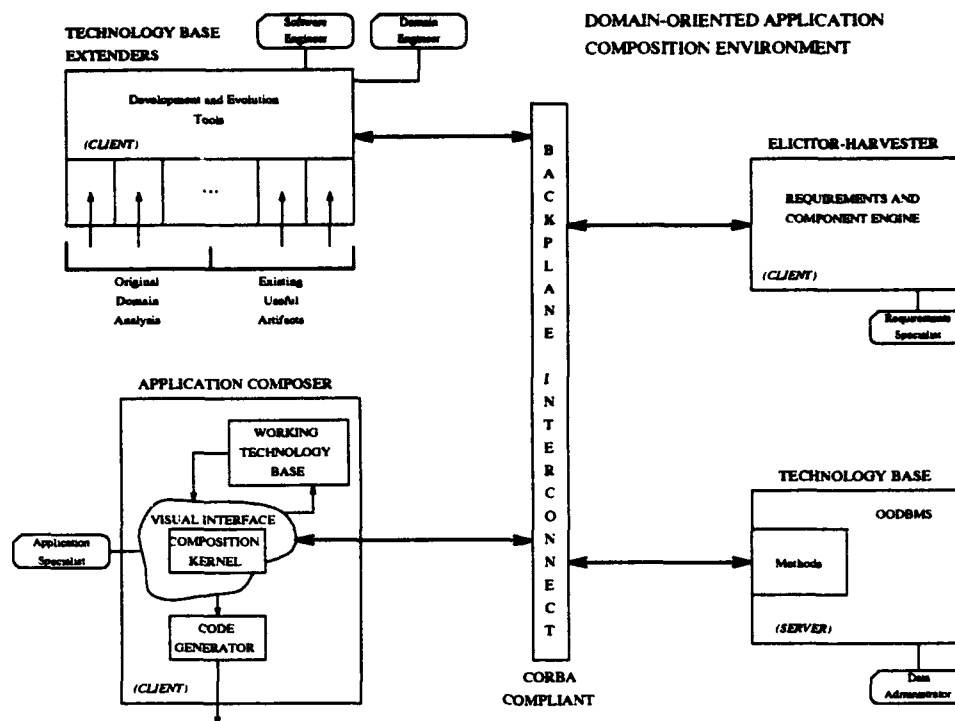 DOMAIN-ORIENTED APPLICATION
COMPOSITION ENVIRONMENT
TECHNOLOGY BASE
EXTENDERS
Software
Engineer
Domain
Engineer
Development and Evolution
Tools
(CLIENT)
...
Original
Domain
Analysis
Existing
Useful
Artifacts
BACKPLANE INTERCONNECT
CORBA
COMPLIANT
ELICITOR-HARVESTER
REQUIREMENTS AND
COMPONENT ENGINE
(CLIENT)
Requirements
Specialist
APPLICATION COMPOSER
WORKING
TECHNOLOGY
BASE
VISUAL INTERFACE
COMPOSITION
KERNEL
Application
Specialist
CODE
GENERATOR
(CLIENT)
TECHNOLOGY BASE
OODBMS
Methods
(SERVER)
Data
Administrator